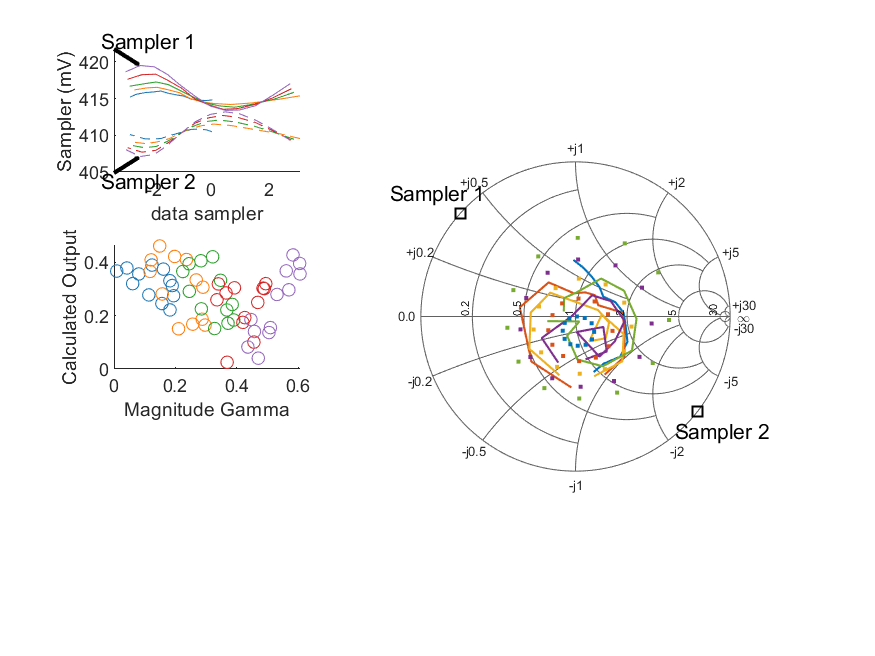 Sampler 1
Sampler (mV)
420
415
410
405
Sampler 2
-2
0
2
data sampler
Calculated Output
0.4
0.2
0
0
0.2
0.4
0.6
Magnitude Gamma
+j1
+j0.5
+j2
Sampler 1
+j0.2
+j5
0.0
0.2
0.5
1
2
5
30
+j30
∞
-j30
-j0.2
-j5
Sampler 2
-j0.5
-j2
-j1